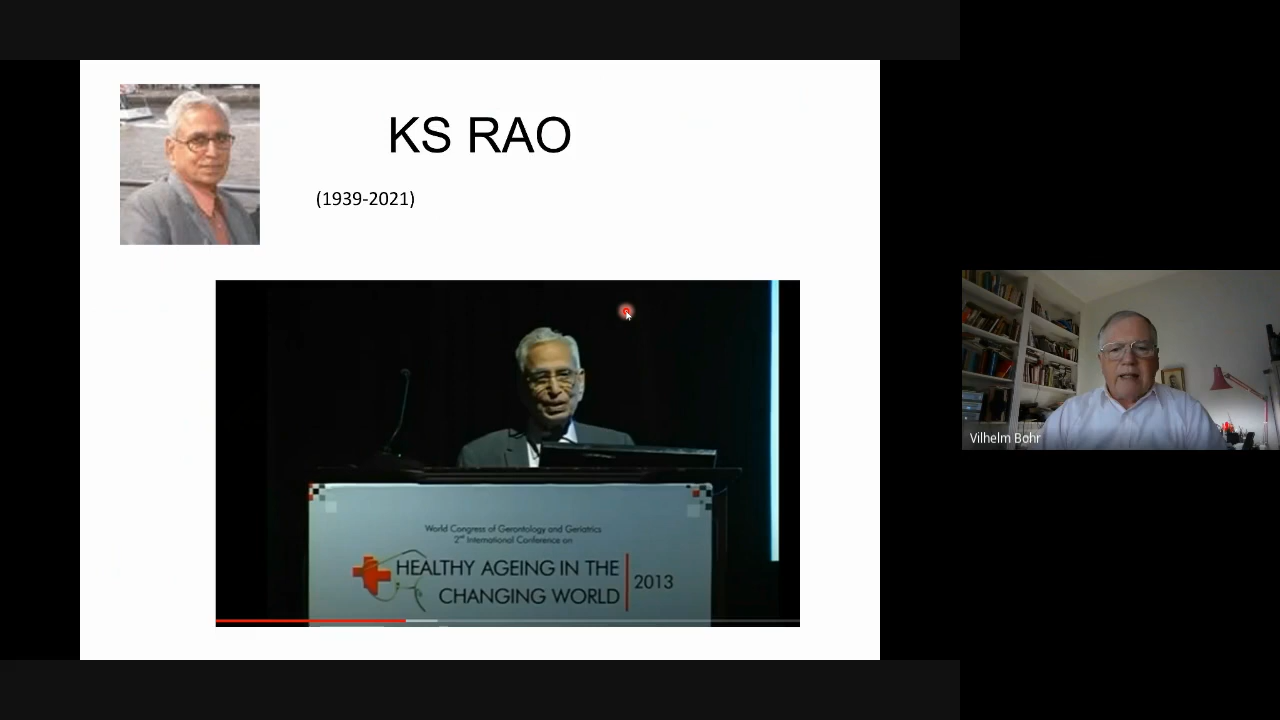 KS RAO
(1939-2021)
World Congress of Gerontology and Geriatrics
2nd International Conference on
HEALTHY AGEING IN THE
CHANGING WORLD
2013
Vilhelm Bohr